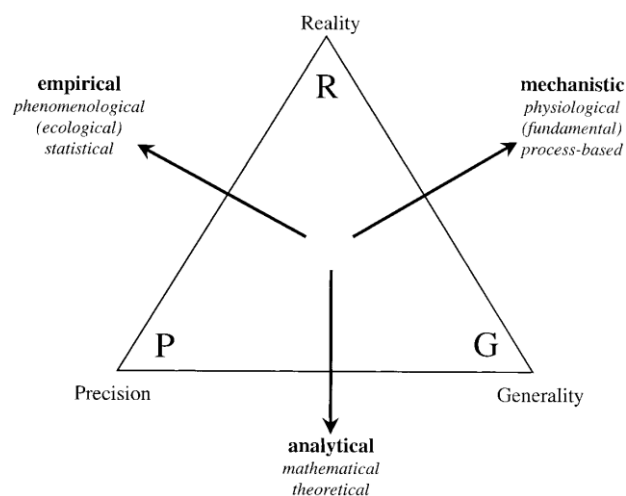 Reality
R
empirical
phenomenological
(ecological)
statistical
mechanistic
physiological
(fundamental)
process-based
P
G
Precision
Generality
analytical
mathematical
theoretical